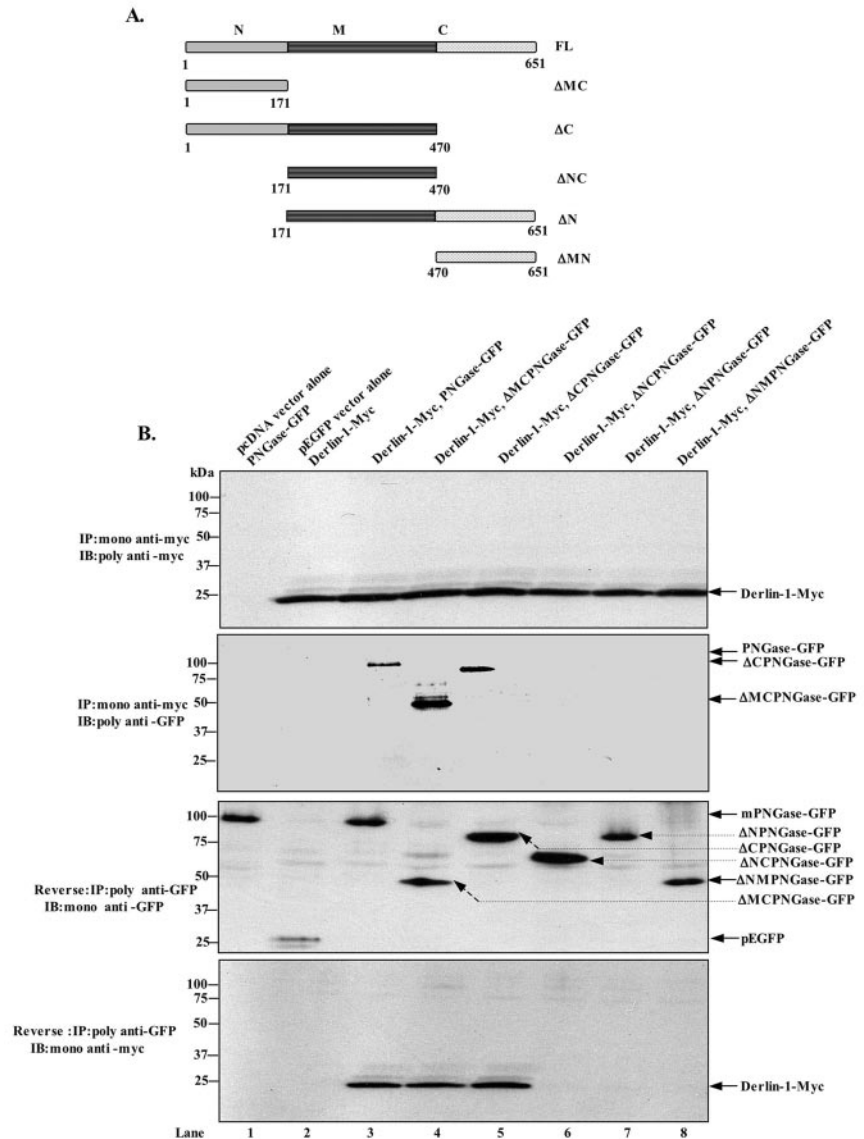 A.
N M C
FL
1 651
ΔMC
1 171
ΔC
1 470
ΔNC
171 470
ΔN
171 651
ΔMN
470 651
B.
pcDNA vector alone
PNGase-GFP
pEGFP vector alone
Derlin-1-Myc
Derlin-1-Myc, PNGase-GFP
Derlin-1-Myc, ΔMCPNGase-GFP
Derlin-1-Myc, ΔCPNGase-GFP
Derlin-1-Myc, ΔNCPNGase-GFP
Derlin-1-Myc, ΔNPNGase-GFP
Derlin-1-Myc, ΔNMPNGase-GFP
kDa
100
75
50
37
25
IP:mono anti-myc
IB:poly anti -myc
Derlin-1-Myc
100
50
37
25
IP:mono anti-myc
IB:poly anti -GFP
PNGase-GFP
ΔCPNGase-GFP
ΔMCPNGase-GFP
100
75
50
37
25
Reverse:IP:poly anti-GFP
IB:mono anti -GFP
mPNGase-GFP
ΔNPNGase-GFP
ΔCPNGase-GFP
ΔNCPNGase-GFP
ΔNMPNGase-GFP
ΔMCPNGase-GFP
pEGFP
100
75
50
37
25
Reverse :IP:poly anti-GFP
IB:mono anti-myc
Derlin-1-Myc
Lane 1 2 3 4 5 6 7 8